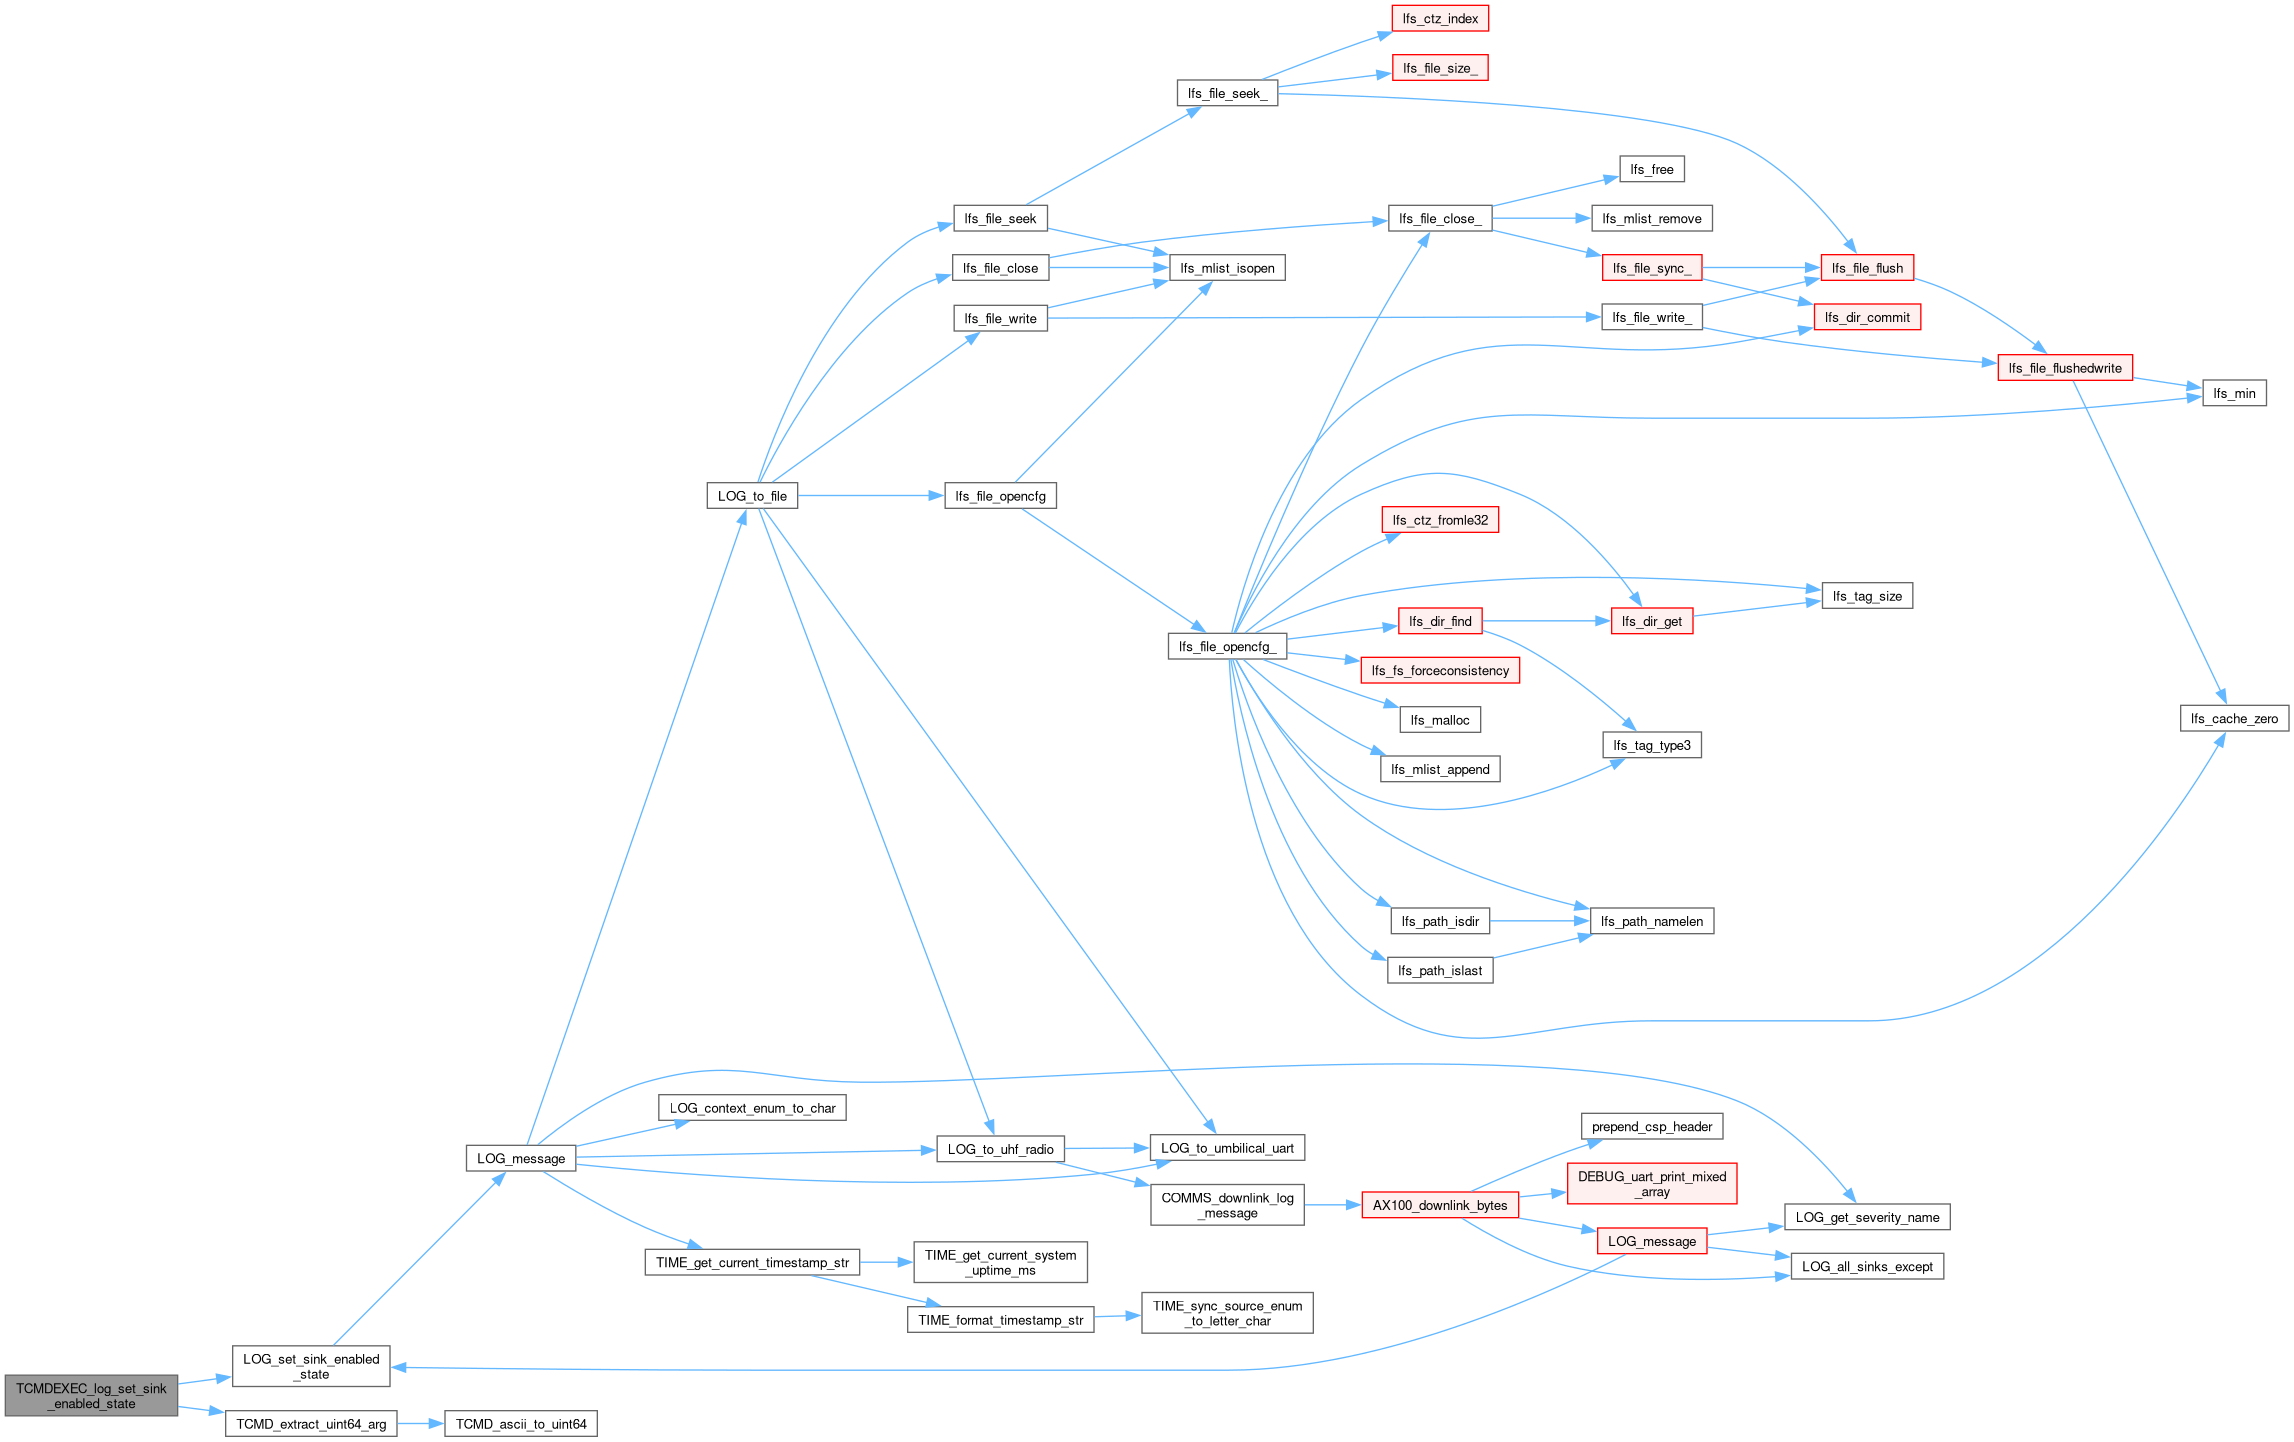 lfs_ctz_index
lfs_file_size_
lfs_file_seek_
lfs_free
lfs_file_seek
lfs_file_close_
lfs_mlist_remove
lfs_file_close
lfs_mlist_isopen
lfs_file_sync_
lfs_file_flush
lfs_file_write
lfs_file_write_
lfs_dir_commit
lfs_file_flushedwrite
lfs_min
LOG_to_file
lfs_file_opencfg
lfs_ctz_fromle32
lfs_tag_size
lfs_dir_find
lfs_dir_get
lfs_file_opencfg_
lfs_fs_forceconsistency
lfs_malloc
lfs_cache_zero
lfs_tag_type3
lfs_mlist_append
lfs_path_isdir
lfs_path_namelen
lfs_path_islast
LOG_context_enum_to_char
prepend_csp_header
LOG_message
LOG_to_uhf_radio
LOG_to_umbilical_uart
DEBUG_uart_print_mixed
_array
COMMS_downlink_log
_message
AX100_downlink_bytes
LOG_get_severity_name
LOG_message
TIME_get_current_timestamp_str
TIME_get_current_system
_uptime_ms
LOG_all_sinks_except
TIME_format_timestamp_str
TIME_sync_source_enum
_to_letter_char
LOG_set_sink_enabled
_state
TCMDEXEC_log_set_sink
_enabled_state
TCMD_extract_uint64_arg
TCMD_ascii_to_uint64